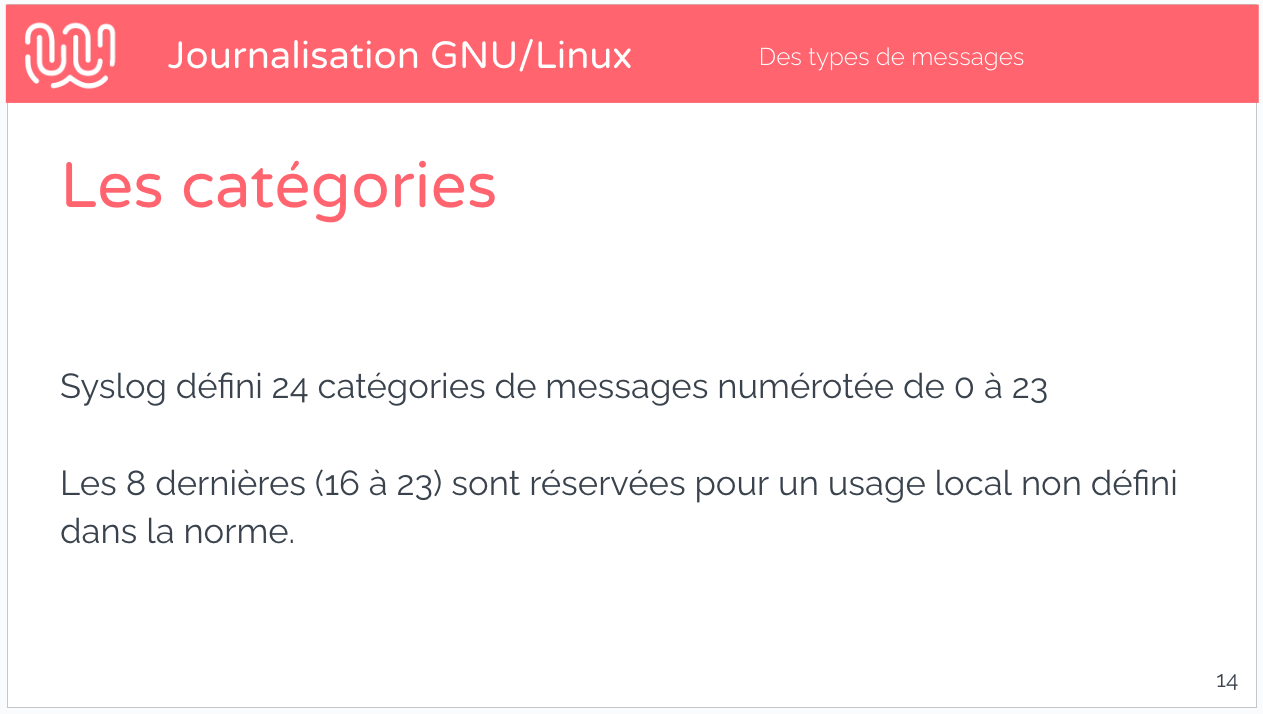 Journalisation GNU/Linux
Des types de messages
Les catégories
Syslog défini 24 catégories de messages numérotée de 0 à 23
Les 8 dernières (16 à 23) sont réservées pour un usage local non défini
dans la norme.
14